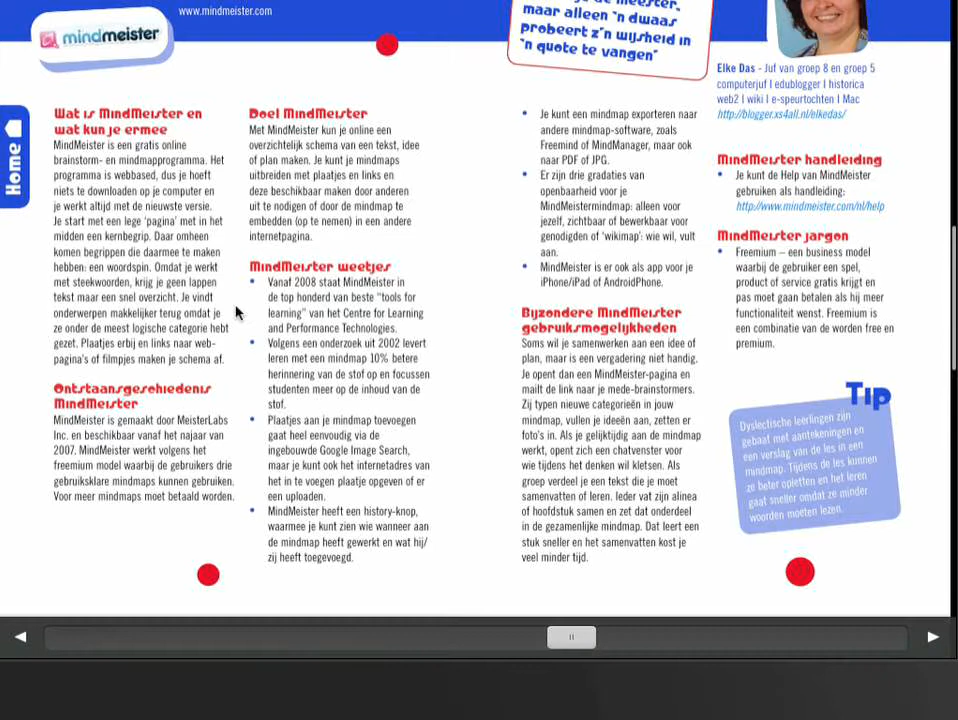 www.mindmeister.com
mindmeister
Home
maar alleen 'n dwaas
probeert z'n wijsheid in
'n quote te vangen"
Elke Das - Juf van groep 8 en groep 5
computerjuf I edublogger I historica
web2 I wiki I e-speurtochten I Mac
http://blogger.xs4all.nl/elkedas/
Wat is MindMeister en
wat kun je ermee
MindMeister is een gratis online
brainstorm- en mindmapprogramma. Het
programma is webbased, dus je hoeft
niets te downloaden op je computer en
je werkt altijd met de nieuwste versie.
Je start met een lege 'pagina' met in het
midden een kernbegrip. Daar omheen
komen begrippen die daarmee te maken
hebben: een woordspin. Omdat je werkt
met steekwoorden, krijg je geen lappen
tekst maar een snel overzicht. Je vindt
onderwerpen makkelijker terug omdat je
ze onder de meest logische categorie hebt
gezet. Plaatjes erbij en links naar web-
pagina's of filmpjes maken je schema af.
Ontstaansgeschiedenis
MindMeister
MindMeister is gemaakt door MeisterLabs
Inc. en beschikbaar vanaf het najaar van
2007. MindMeister werkt volgens het
freemium model waarbij de gebruikers drie
gebruiksklare mindmaps kunnen gebruiken.
Voor meer mindmaps moet betaald worden.
Doel MindMeister
Met MindMeister kun je online een
overzichtelijk schema van een tekst, idee
of plan maken. Je kunt je mindmaps
uitbreiden met plaatjes en links en
deze beschikbaar maken door anderen
uit te nodigen of door de mindmap te
embedden (op te nemen) in een andere
internetpagina.
MindMeister weetjes
• Vanaf 2008 staat MindMeister in
de top honderd van beste "tools for
learning" van het Centre for Learning
and Performance Technologies.
• Volgens een onderzoek uit 2002 levert
leren met een mindmap 10% betere
herinnering van de stof op en focussen
studenten meer op de inhoud van de
stof.
• Plaatjes aan je mindmap toevoegen
gaat heel eenvoudig via de
ingebouwde Google Image Search,
maar je kunt ook het internetadres van
het in te voegen plaatje opgeven of er
een uploaden.
• MindMeister heeft een history-knop,
waarmee je kunt zien wie wanneer aan
de mindmap heeft gewerkt en wat hij/
zij heeft toegevoegd.
• Je kunt een mindmap exporteren naar
andere mindmap-software, zoals
Freemind of MindManager, maar ook
naar PDF of JPG.
• Er zijn drie gradaties van
openbaarheid voor je
MindMeistermindmap: alleen voor
jezelf, zichtbaar of bewerkbaar voor
genodigden of 'wikimap': wie wil, vult
aan.
• MindMeister is er ook als app voor je
iPhone/iPad of AndroidPhone.
Bijzondere MindMeister
gebruiksmogelijkheden
Soms wil je samenwerken aan een idee of
plan, maar is een vergadering niet handig.
Je opent dan een MindMeister-pagina en
mailt de link naar je mede-brainstormers.
Zij typen nieuwe categorieën in jouw
mindmap, vullen je ideeën aan, zetten er
foto's in. Als je gelijktijdig aan de mindmap
werkt, opent zich een chatvenster voor
wie tijdens het denken wil kletsen. Als
groep verdeel je een tekst die je moet
samenvatten of leren. Ieder vat zijn alinea
of hoofdstuk samen en zet dat onderdeel
in de gezamenlijke mindmap. Dat leert een
stuk sneller en het samenvatten kost je
veel minder tijd.
MindMeister handleiding
• Je kunt de Help van MindMeister
gebruiken als handleiding:
http://www.mindmeister.com/nl/help
MindMeister jargon
• Freemium – een business model
waarbij de gebruiker een spel,
product of service gratis krijgt en
pas moet gaan betalen als hij meer
functionaliteit wenst. Freemium is
een combinatie van de worden free en
premium.
Tip
Dyslectische leerlingen zijn
gebaat met aantekeningen en
een verslag van de les in een
mindmap. Tijdens de les kunnen
ze beter opletten en het leren
gaat sneller omdat ze minder
woorden moeten lezen.